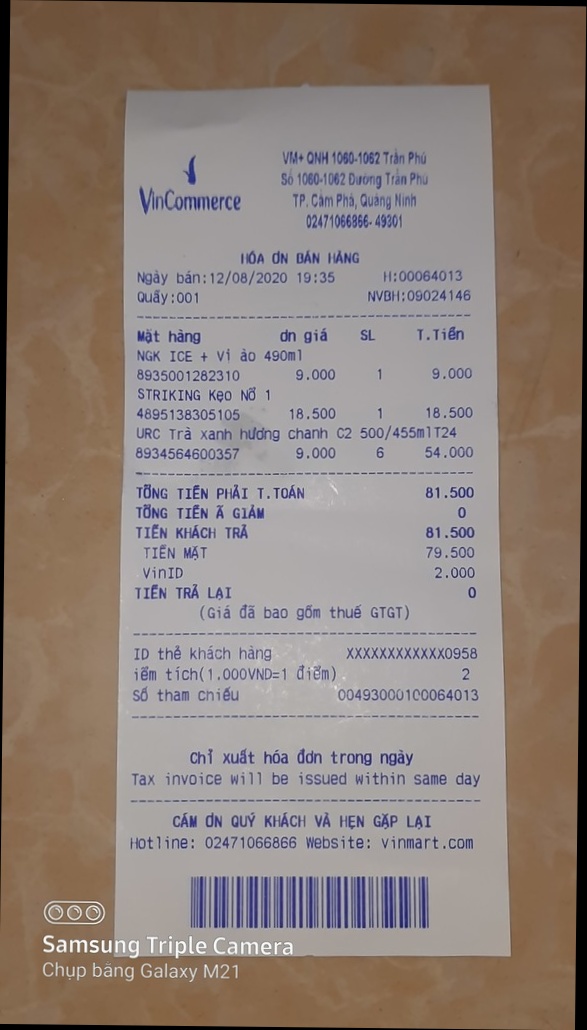 VinCommerce
VM+ QNH 1060-1062 Trần Phú
Số 1060-1062 Đường Trần Phú
TP. Cẩm Phả, Quảng Ninh
02471066866- 49301
HÓA ƠN BÁN HÀNG
Ngày bán:12/08/2020 19:35 H:00064013
Quầy:001 NVBH:09024146
Mặt hàng ơn giá SL T.Tiền
NGK ICE + Vị ào 490ml
8935001282310 9.000 1 9.000
STRIKING Kẹo Nổ 1
4895138305105 18.500 1 18.500
URC Trà xanh hương chanh C2 500/455mlT24
8934564600357 9.000 6 54.000
TỔNG TIỀN PHẢI T.TOÁN 81.500
TỔNG TIỀN Ã GIẢM 0
TIỀN KHÁCH TRẢ 81.500
TIỀN MẶT 79.500
VinID 2.000
TIỀN TRẢ LẠI 0
(Giá đã bao gồm thuế GTGT)
ID thẻ khách hàng XXXXXXXXXXXX0958
iểm tích(1.000VND=1 điểm) 2
Số tham chiếu 00493000100064013
Chỉ xuất hóa đơn trong ngày
Tax invoice will be issued within same day
CẢM ƠN QUÝ KHÁCH VÀ HẸN GẶP LẠI
Hotline: 02471066866 Website: vinmart.com
Samsung Triple Camera
Chụp bằng Galaxy M21